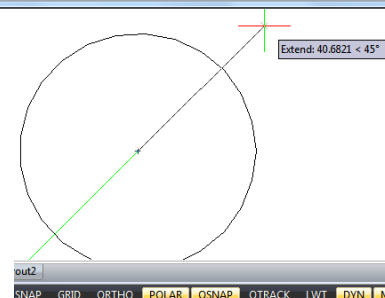 Extend: 40.6821 < 45°
out2
SNAP GRID ORTHO POLAR OSNAP OTRACK LWT DYN M